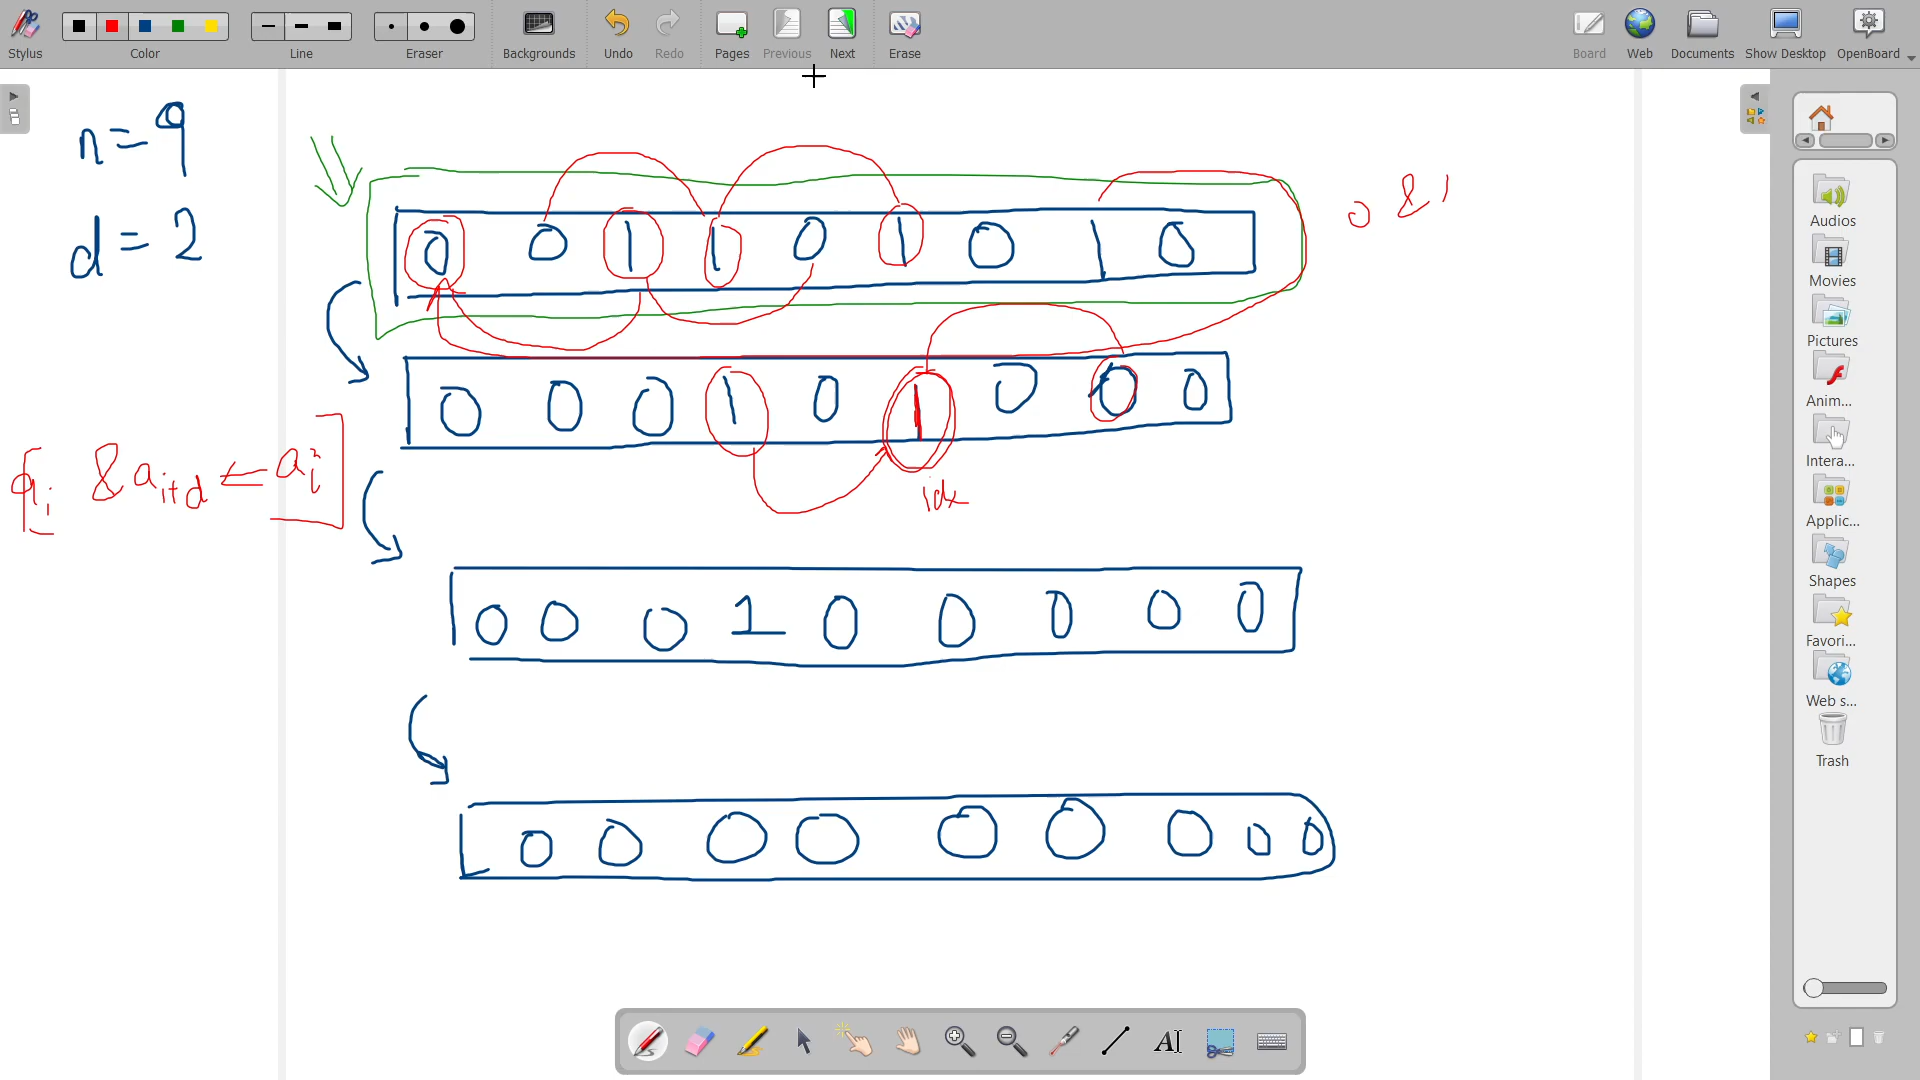 Stylus Color Line Eraser Backgrounds Undo Redo Pages Previous Next Erase Board Web Documents Show Desktop OpenBoard
n=9
d=2
0 0 1 1 0 1 0 1 0
0 & 1
0 0 0 1 0 1 0 0 0
idx
ai & ai+d ← ai
0 0 0 1 0 0 0 0 0
0 0 0 0 0 0 0 0 0
Audios
Movies
Pictures
Anim...
Intera...
Applic...
Shapes
Favori...
Web s...
Trash
AI